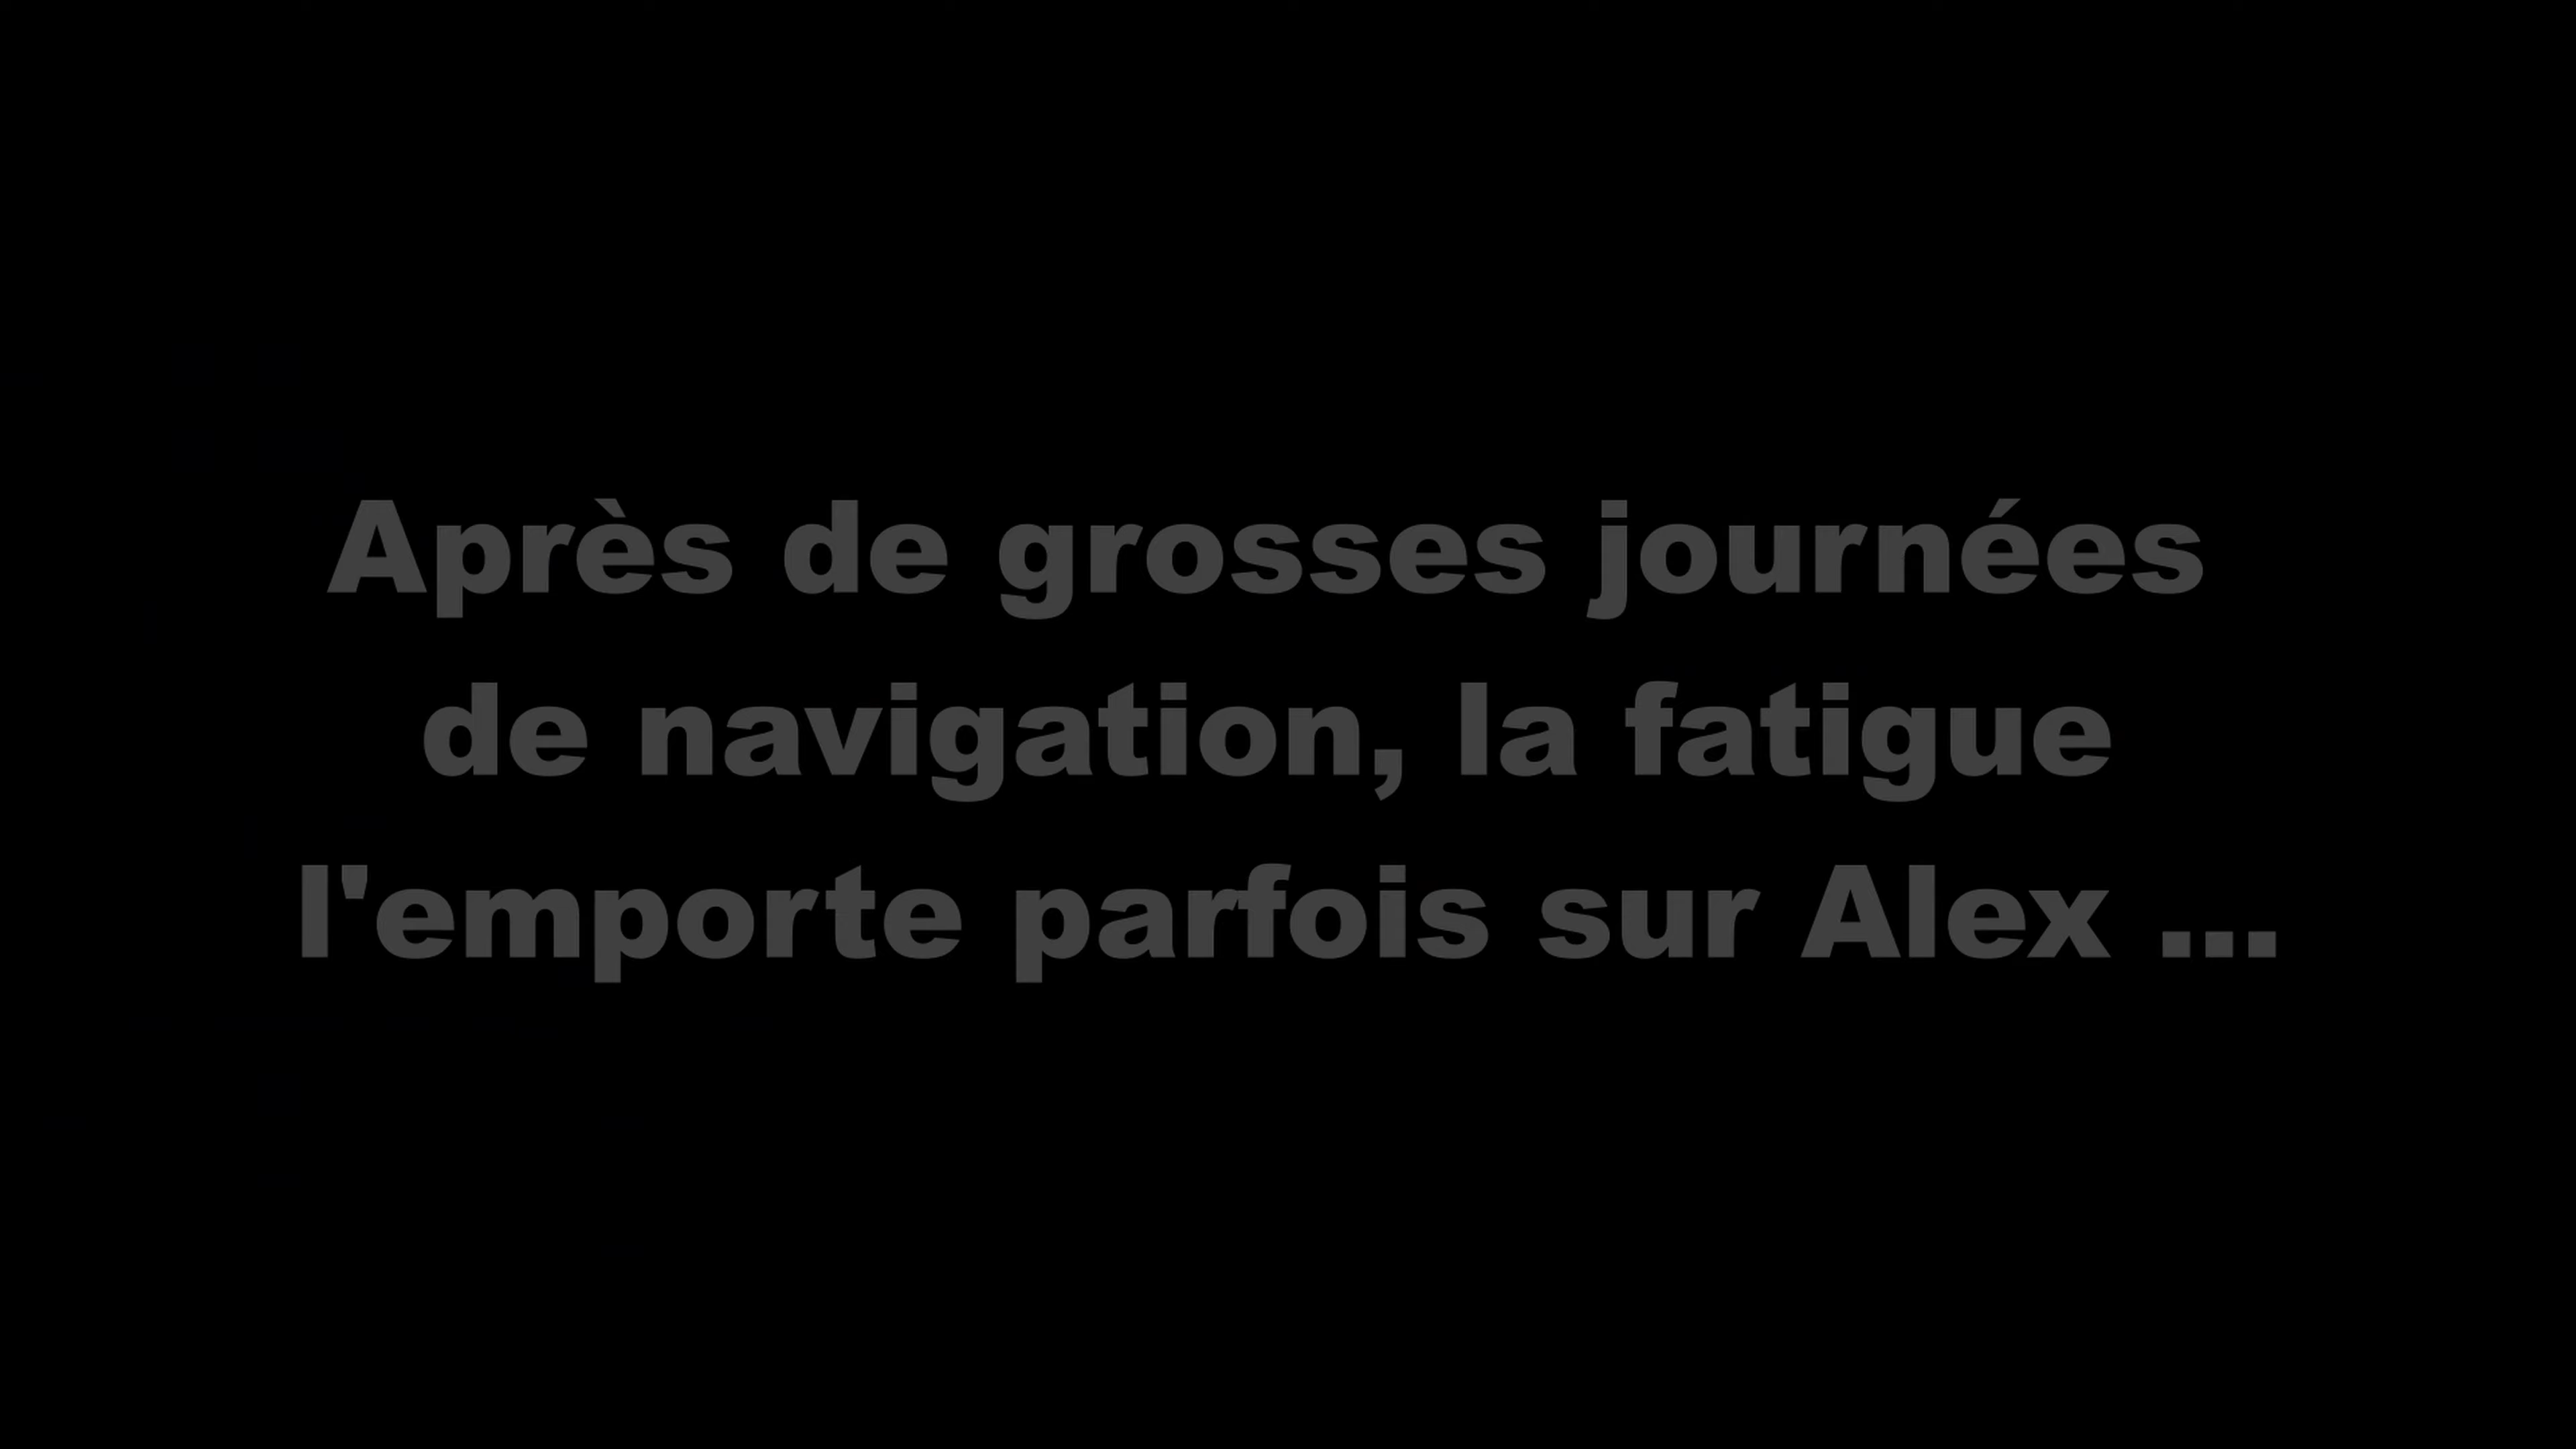 Après de grosses journées
de navigation, la fatigue
l'emporte parfois sur Alex ...